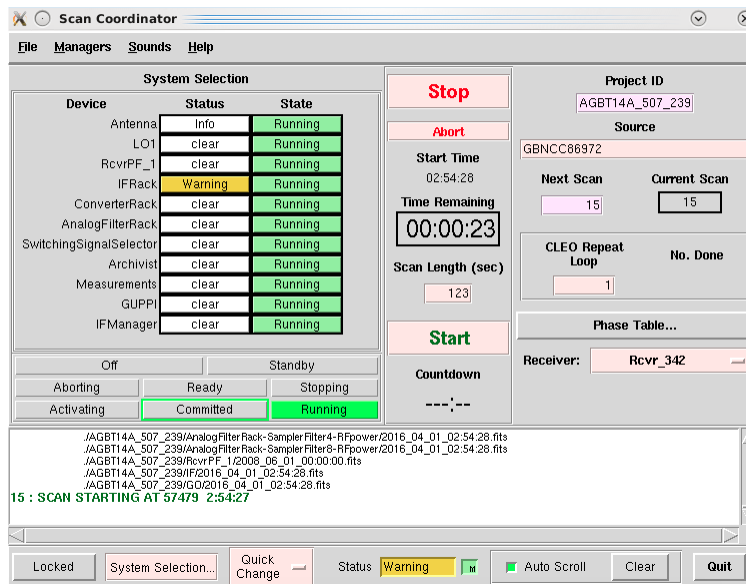 Scan Coordinator
File Managers Sounds Help
System Selection
Device Status State
Antenna Info Running
LO1 clear Running
RcvrPF_1 clear Running
IFRack Warning Running
ConverterRack clear Running
AnalogFilterRack clear Running
SwitchingSignalSelector clear Running
Archivist clear Running
Measurements clear Running
GUPPI clear Running
IFManager clear Running
Off Standby
Aborting Ready Stopping
Activating Committed Running
Stop
Abort
Start Time
02:54:28
Time Remaining
00:00:23
Scan Length (sec)
123
Start
Countdown
---:--
Project ID
AGBT14A_507_239
Source
GBNCC86972
Next Scan Current Scan
15 15
CLEO Repeat
Loop
No. Done
1
Phase Table...
Receiver: Rcvr_342
./AGBT14A_507_239/AnalogFilterRack-SamplerFilter4-RFpower/2016_04_01_02:54:28.fits
./AGBT14A_507_239/AnalogFilterRack-SamplerFilter8-RFpower/2016_04_01_02:54:28.fits
./AGBT14A_507_239/RcvrPF_1/2008_06_01_00:00:00.fits
./AGBT14A_507_239/IF/2016_04_01_02:54:28.fits
./AGBT14A_507_239/GO/2016_04_01_02:54:28.fits
15 : SCAN STARTING AT 57479 2:54:27
Locked System Selection... Quick
Change
Status Warning M Auto Scroll Clear Quit